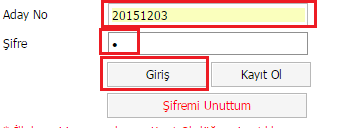 Aday No 20151203
Şifre •
Giriş Kayıt Ol
Şifremi Unuttum